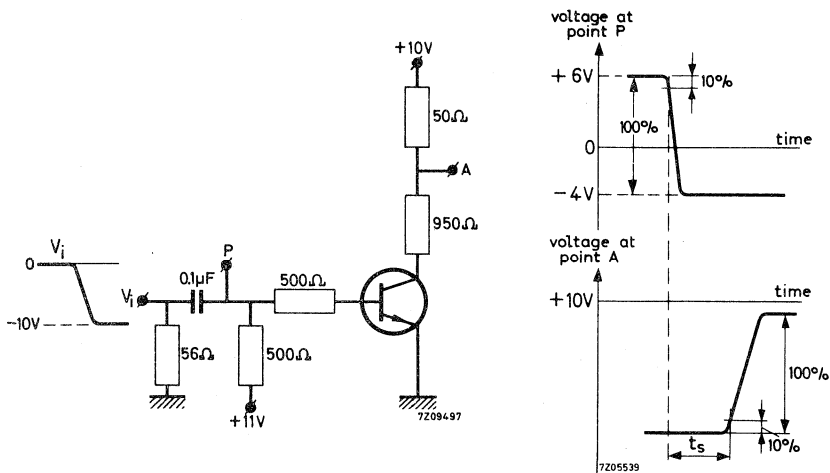 +10V
50Ω
A
950Ω
Vi
0
-10V
0.1µF
P
500Ω
Vi
56Ω
500Ω
+11V
7Z09497
voltage at
point P
+6V
10%
100%
time
0
-4V
voltage at
point A
+10V
time
100%
10%
ts
7Z05539